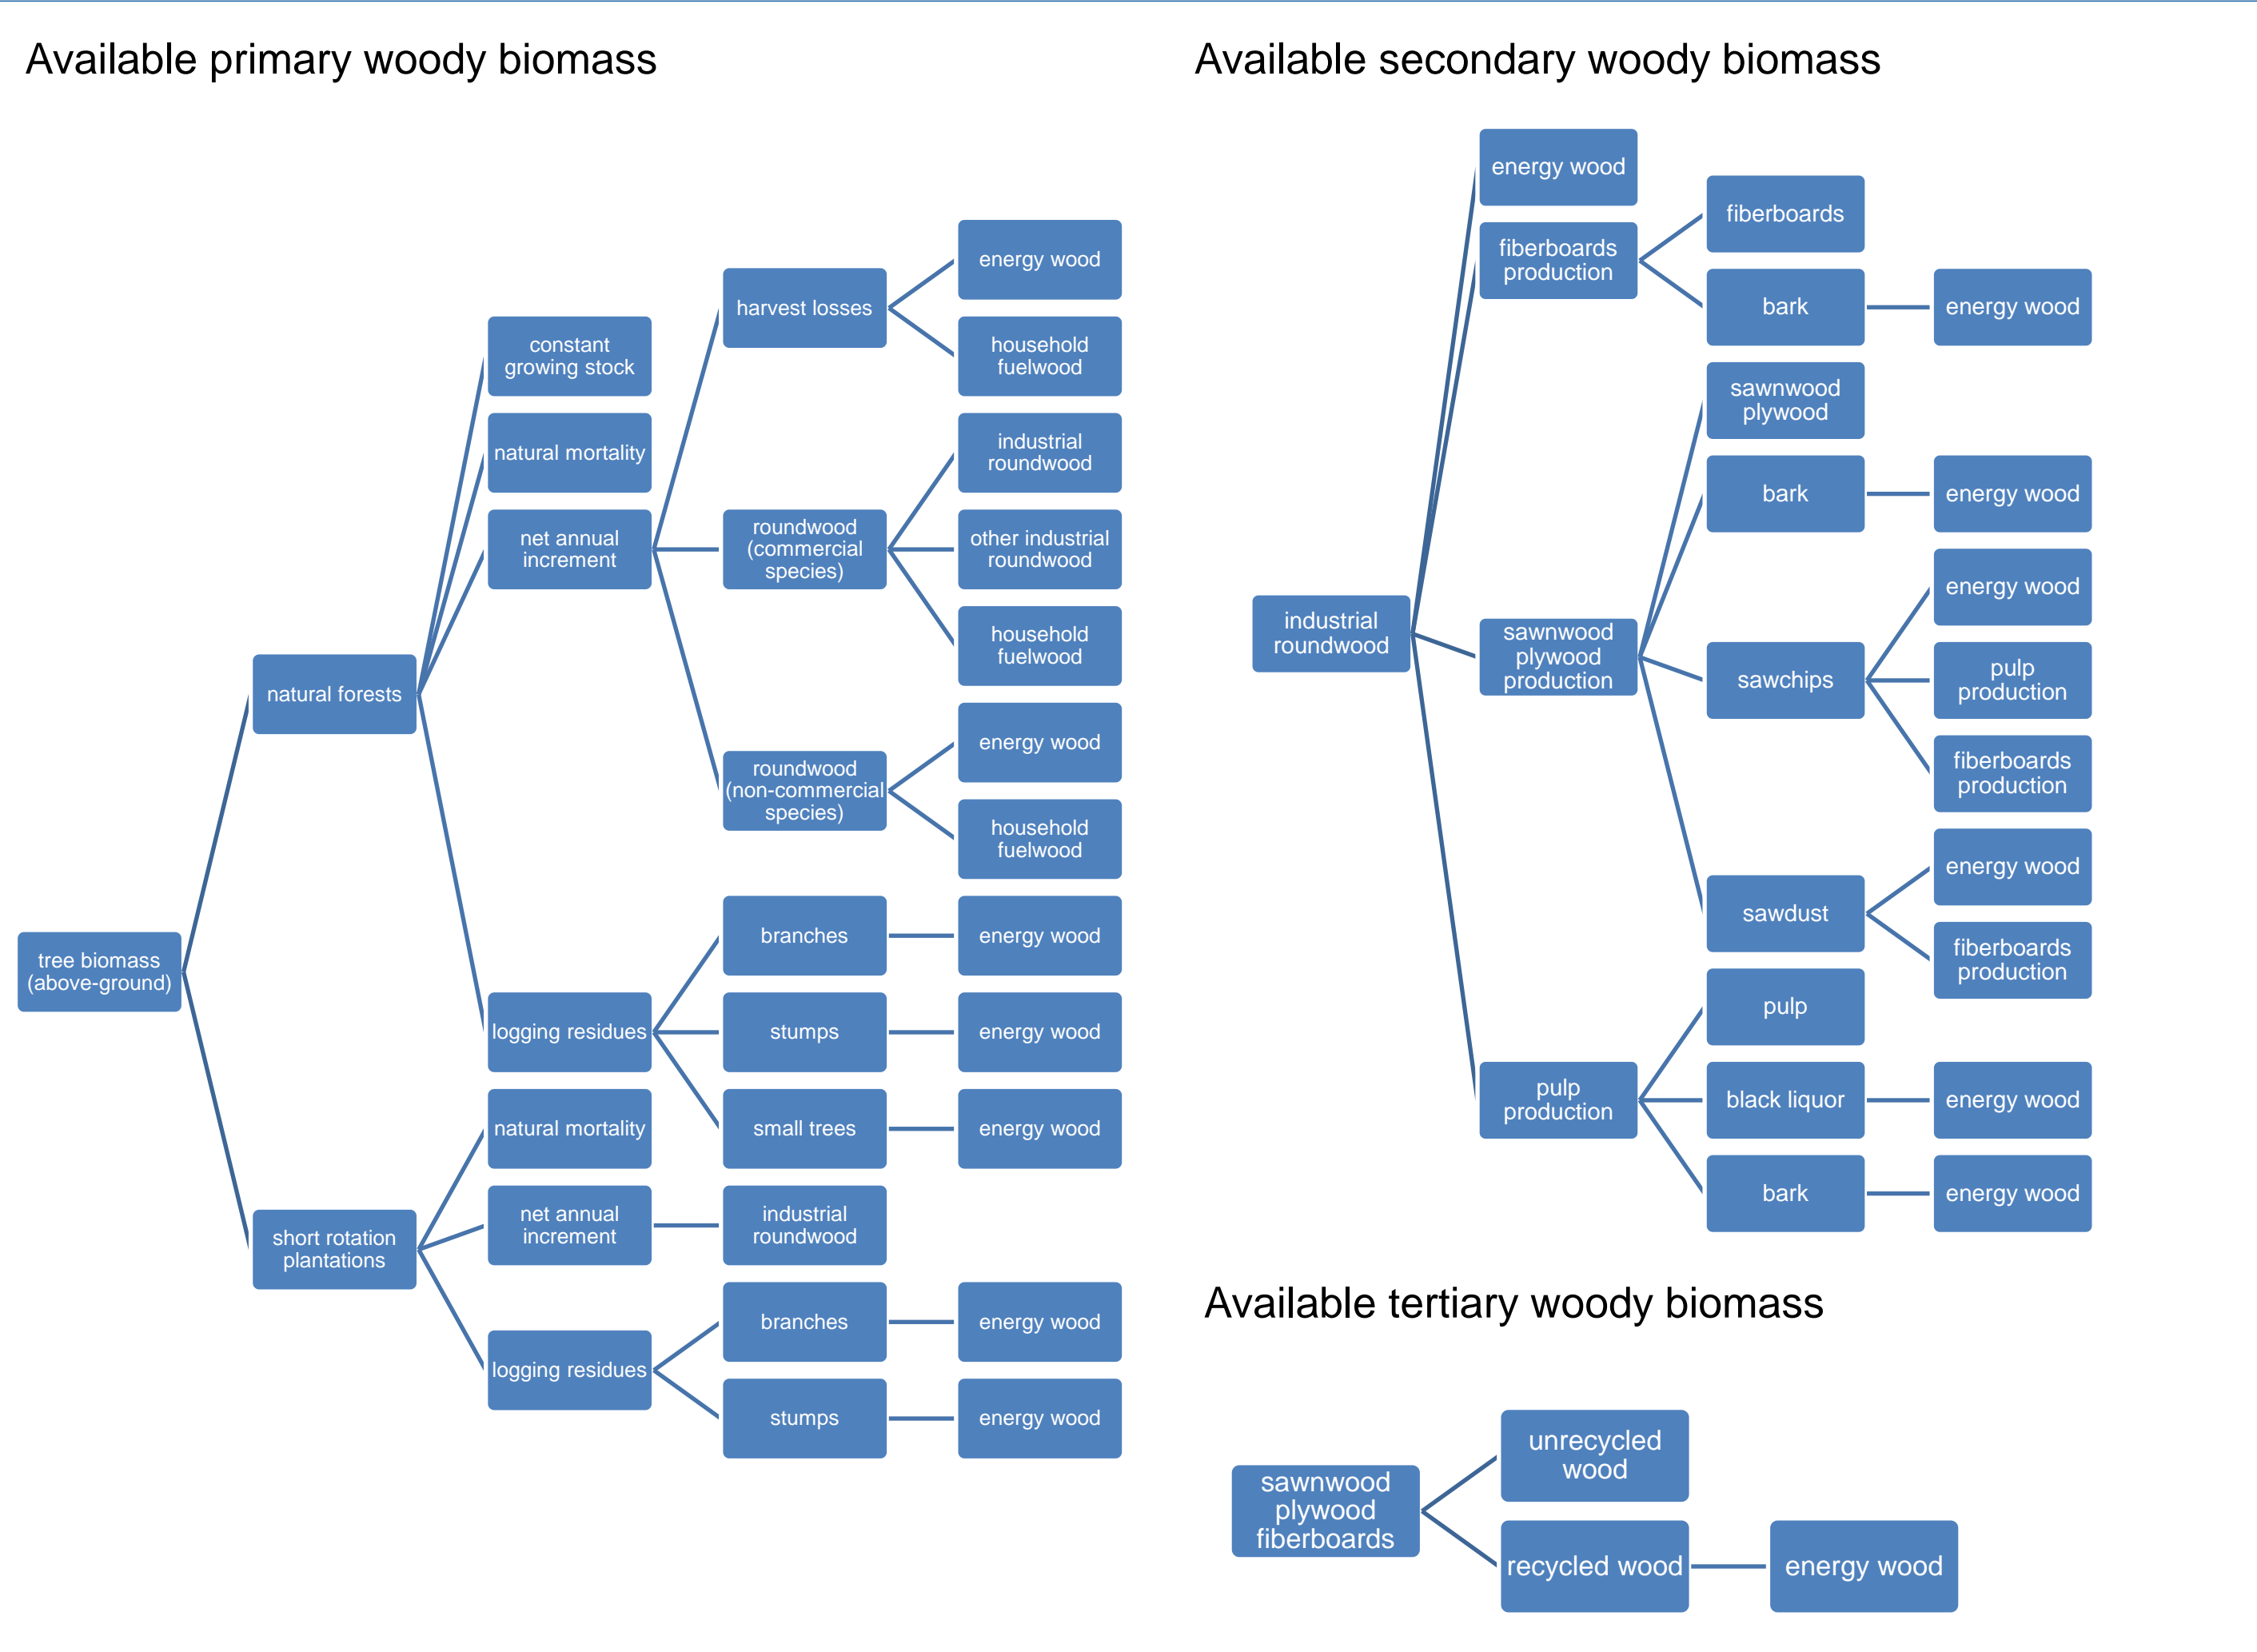 Available primary woody biomass
tree biomass
(above-ground)
natural forests
short rotation
plantations
constant
growing stock
natural mortality
net annual
increment
logging residues
natural mortality
net annual
increment
logging residues
harvest losses
roundwood
(commercial
species)
roundwood
(non-commercial
species)
branches
stumps
small trees
industrial
roundwood
branches
stumps
energy wood
household
fuelwood
industrial
roundwood
other industrial
roundwood
household
fuelwood
energy wood
household
fuelwood
energy wood
energy wood
energy wood
energy wood
energy wood
Available secondary woody biomass
industrial
roundwood
energy wood
fiberboards
production
sawnwood
plywood
production
pulp
production
fiberboards
bark
sawnwood
plywood
bark
sawchips
sawdust
pulp
black liquor
bark
energy wood
energy wood
energy wood
pulp
production
fiberboards
production
energy wood
fiberboards
production
energy wood
energy wood
Available tertiary woody biomass
sawnwood
plywood
fiberboards
unrecycled
wood
recycled wood
energy wood